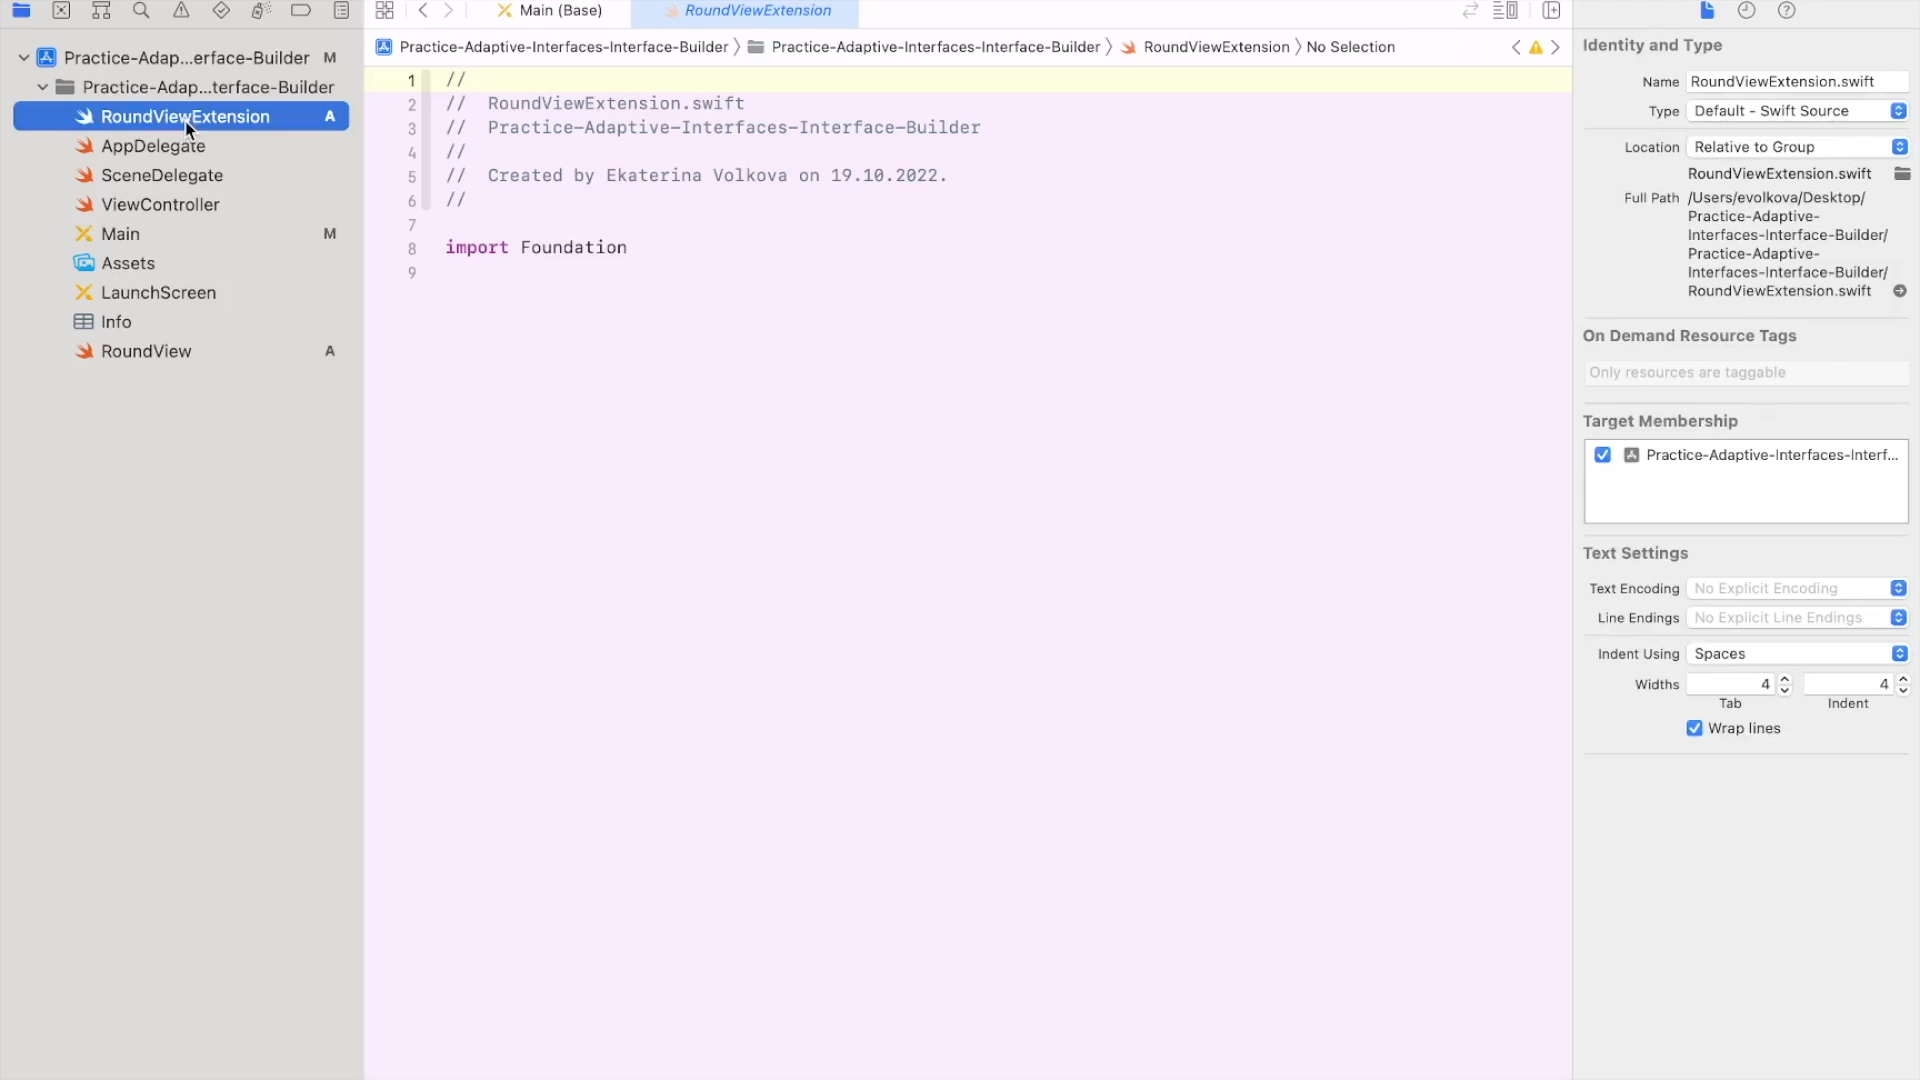 Main (Base)
RoundViewExtension
Practice-Adap...erface-Builder M
Practice-Adap...terface-Builder
RoundViewExtension A
AppDelegate
SceneDelegate
ViewController
Main M
Assets
LaunchScreen
Info
RoundView A
Practice-Adaptive-Interfaces-Interface-Builder 〉 Practice-Adaptive-Interfaces-Interface-Builder 〉 RoundViewExtension 〉 No Selection
1 //
2 //  RoundViewExtension.swift
3 //  Practice-Adaptive-Interfaces-Interface-Builder
4 //
5 //  Created by Ekaterina Volkova on 19.10.2022.
6 //
7
8 import Foundation
9
Identity and Type
Name RoundViewExtension.swift
Type Default - Swift Source
Location Relative to Group
RoundViewExtension.swift
Full Path /Users/evolkova/Desktop/
Practice-Adaptive-
Interfaces-Interface-Builder/
Practice-Adaptive-
Interfaces-Interface-Builder/
RoundViewExtension.swift
On Demand Resource Tags
Only resources are taggable
Target Membership
Practice-Adaptive-Interfaces-Interf...
Text Settings
Text Encoding No Explicit Encoding
Line Endings No Explicit Line Endings
Indent Using Spaces
Widths 4 4
Tab Indent
Wrap lines